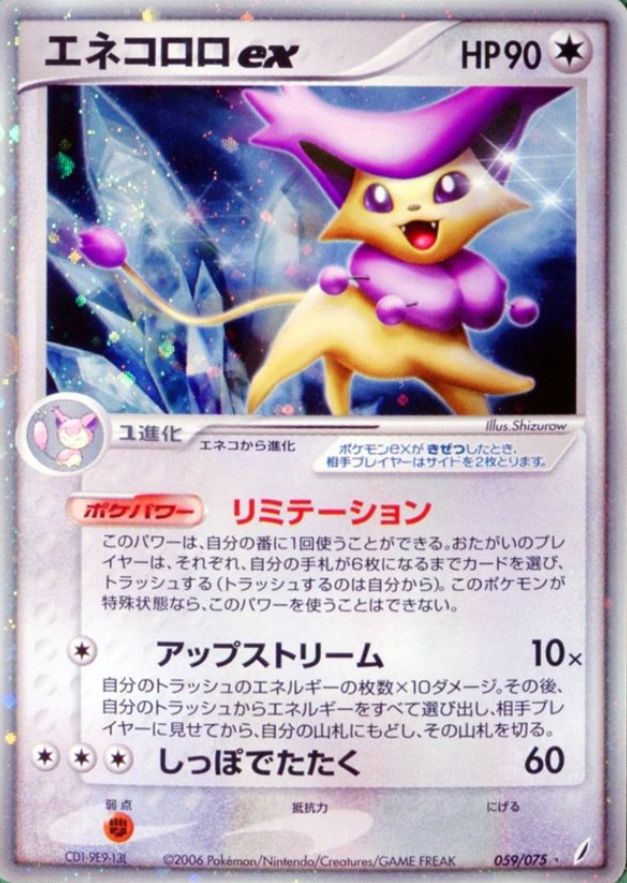 エネコロロex HP90
Illus.Shizurow
1進化 エネコから進化
ポケモンexがきぜつしたとき、
相手プレイヤーはサイドを2枚とります。
ポケパワー リミテーション
このパワーは、自分の番に1回使うことができる。おたがいのプレ
イヤーは、それぞれ、自分の手札が6枚になるまでカードを選び、
トラッシュする(トラッシュするのは自分から)。このポケモンが
特殊状態なら、このパワーを使うことはできない。
アップストリーム 10×
自分のトラッシュのエネルギーの枚数×10ダメージ。その後、
自分のトラッシュからエネルギーをすべて選び出し、相手プレ
イヤーに見せてから、自分の山札にもどし、その山札を切る。
しっぽでたたく 60
弱点 抵抗力 にげる
©2006 Pokémon/Nintendo/Creatures/GAME FREAK 059/075